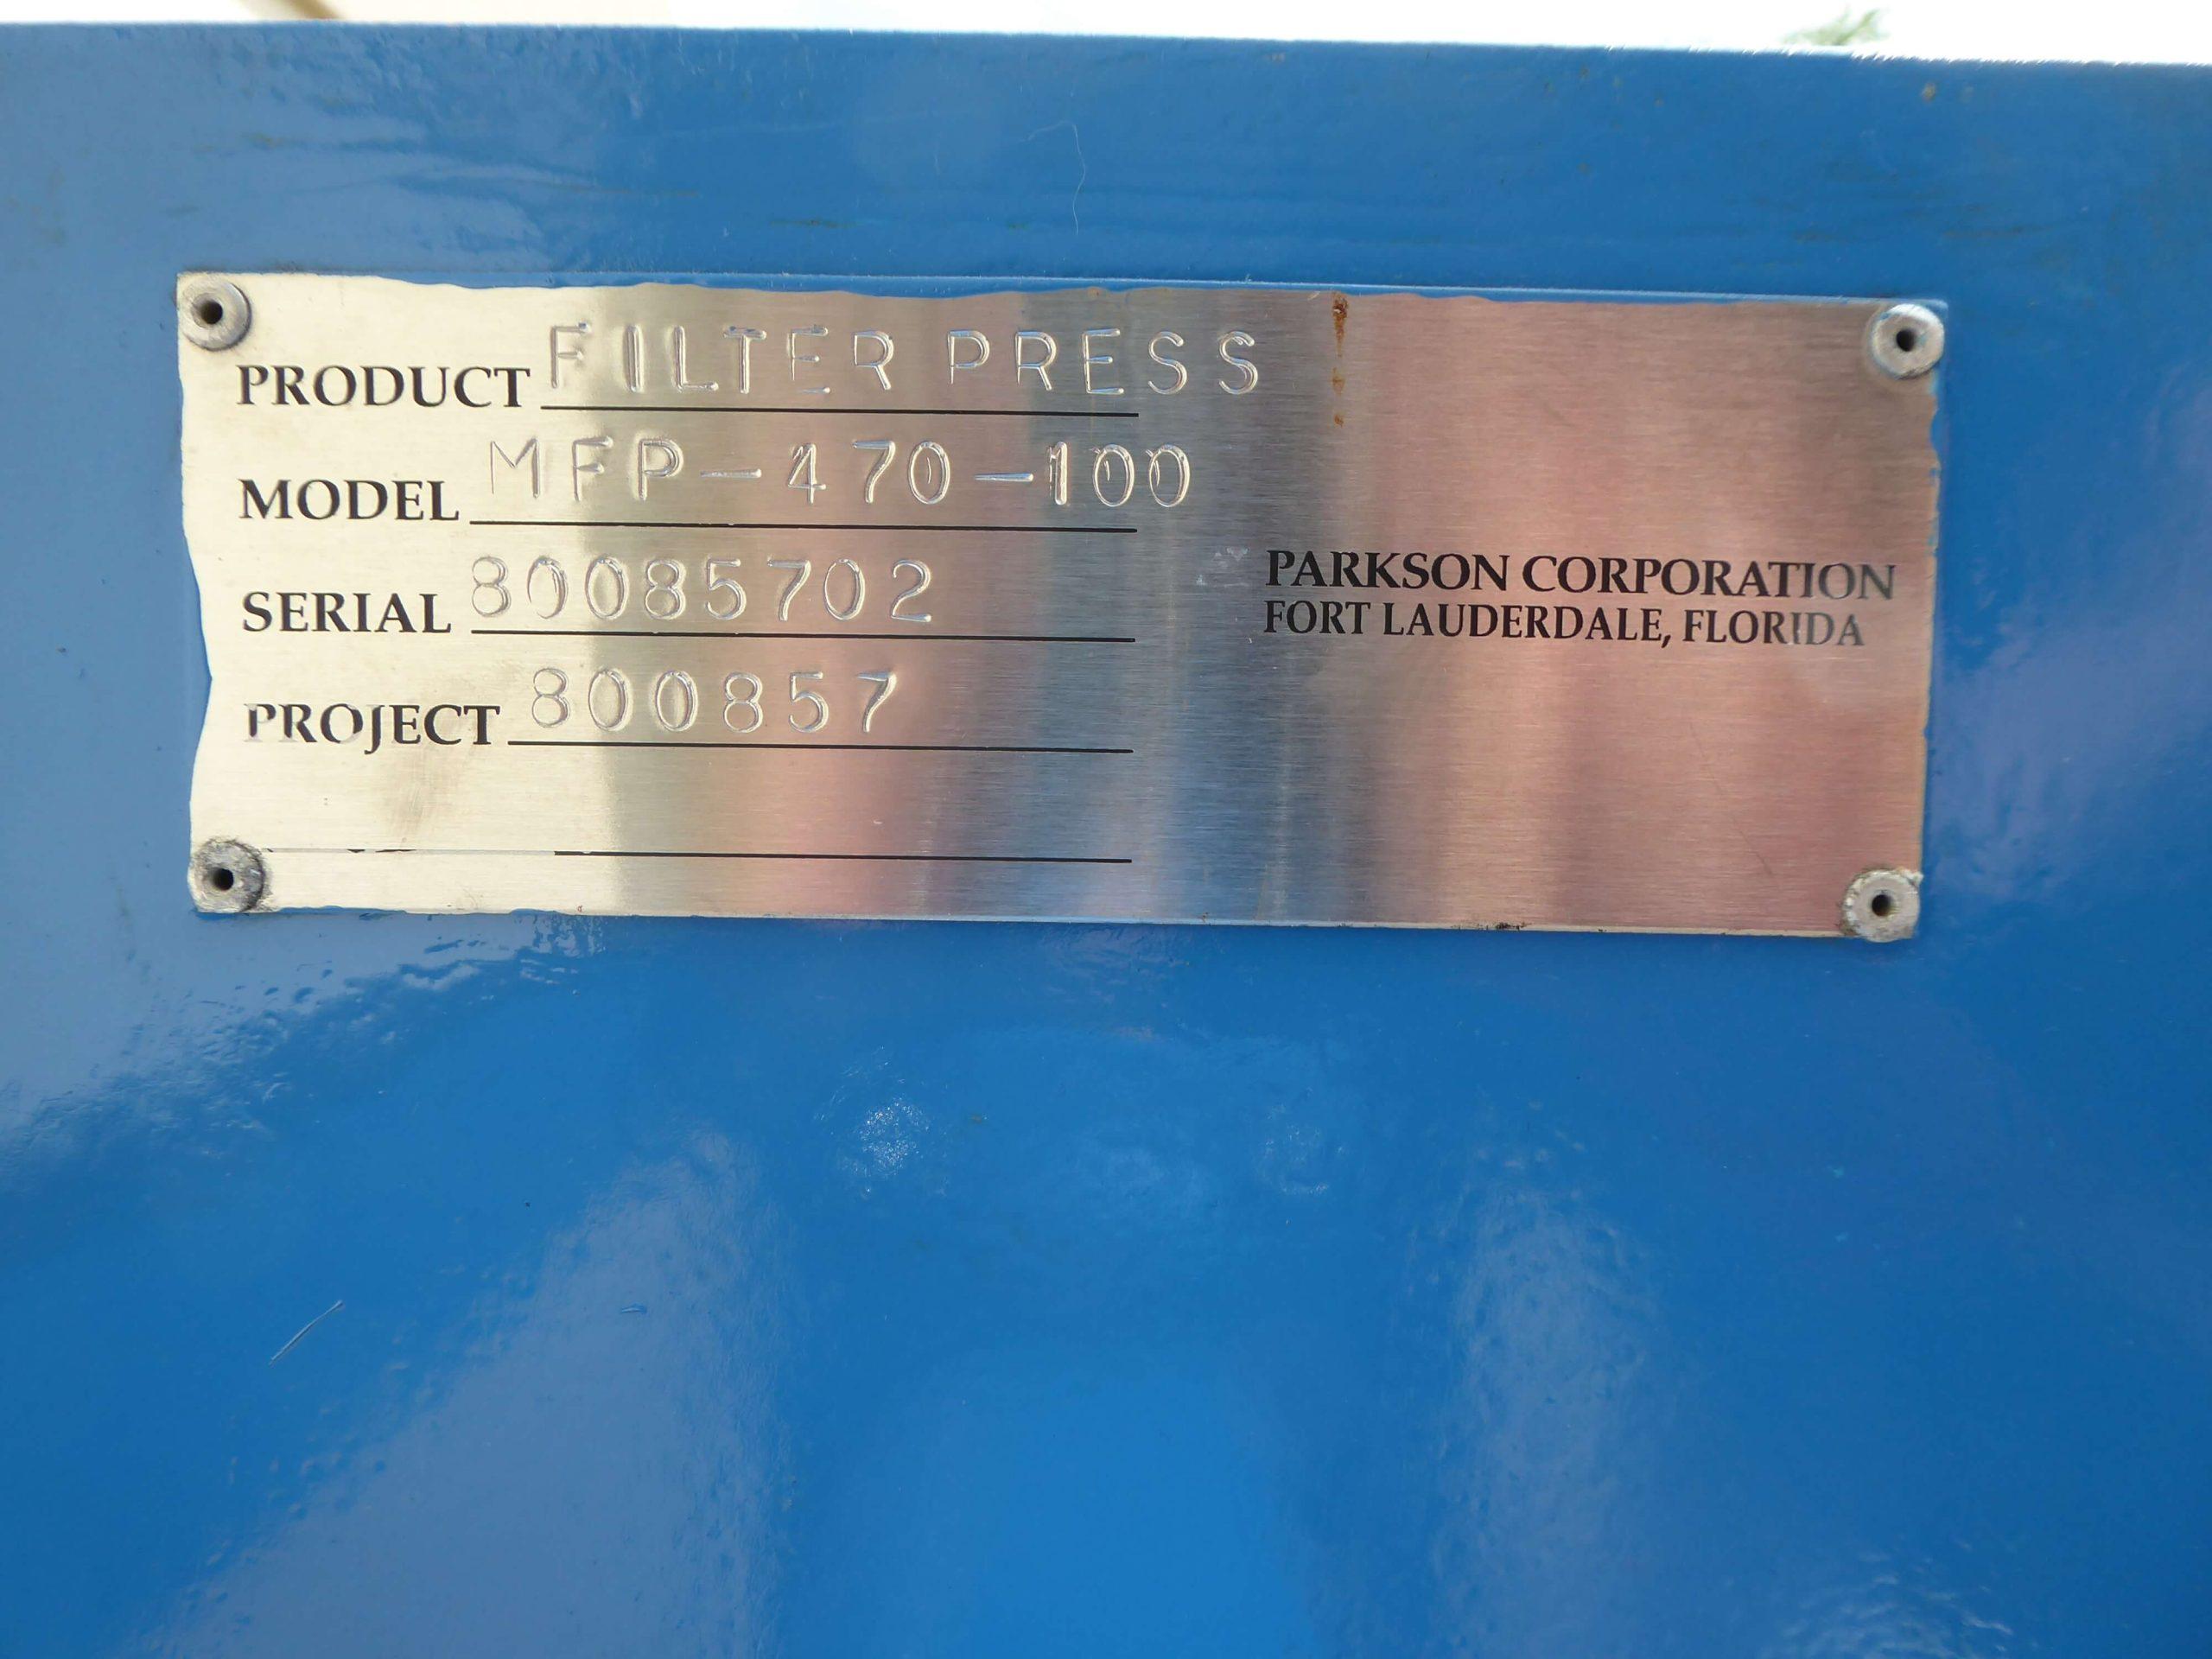 PRODUCT FILTER PRESS
MODEL MFP-470-100
SERIAL 80085702
PROJECT 800857
PARKSON CORPORATION
FORT LAUDERDALE, FLORIDA